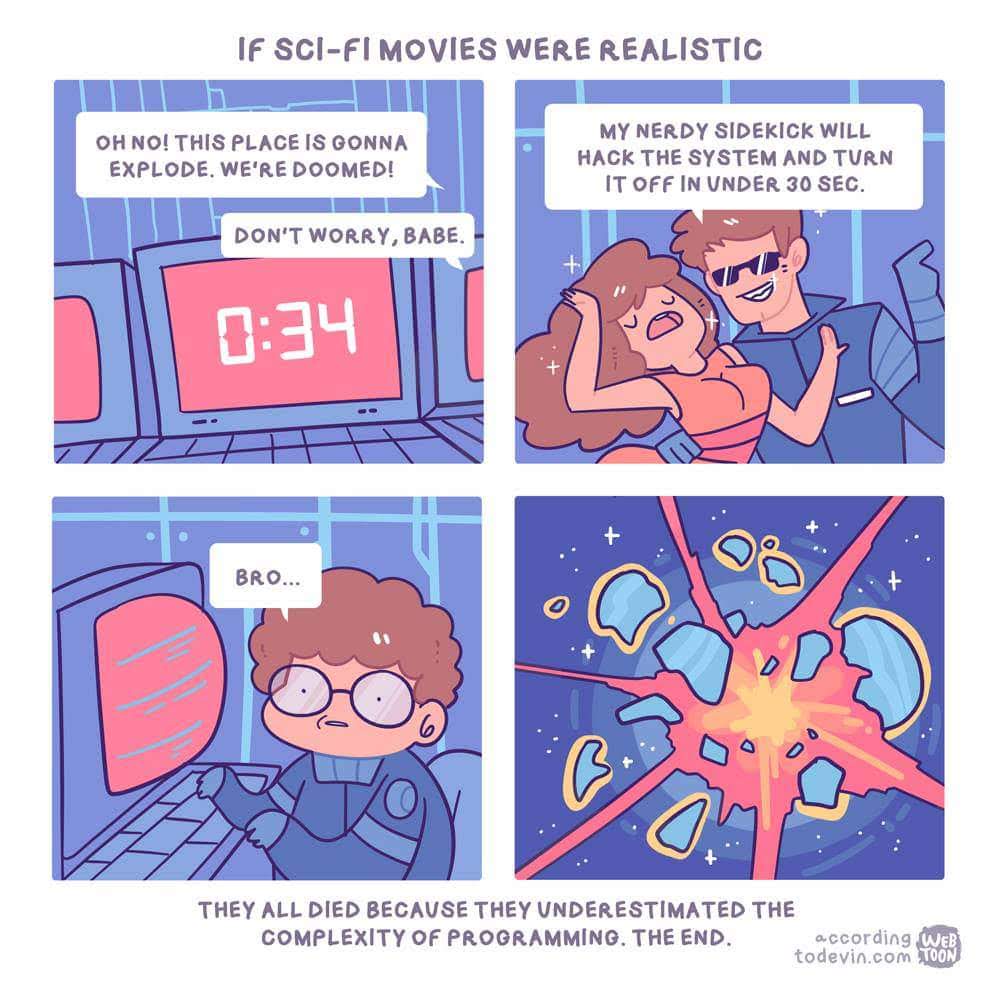 IF SCI-FI MOVIES WERE REALISTIC
OH NO! THIS PLACE IS GONNA
EXPLODE. WE'RE DOOMED!
DON'T WORRY, BABE.
0:34
MY NERDY SIDEKICK WILL
HACK THE SYSTEM AND TURN
IT OFF IN UNDER 30 SEC.
BRO...
THEY ALL DIED BECAUSE THEY UNDERESTIMATED THE
COMPLEXITY OF PROGRAMMING. THE END.
according
todevin.com
WEB
TOON